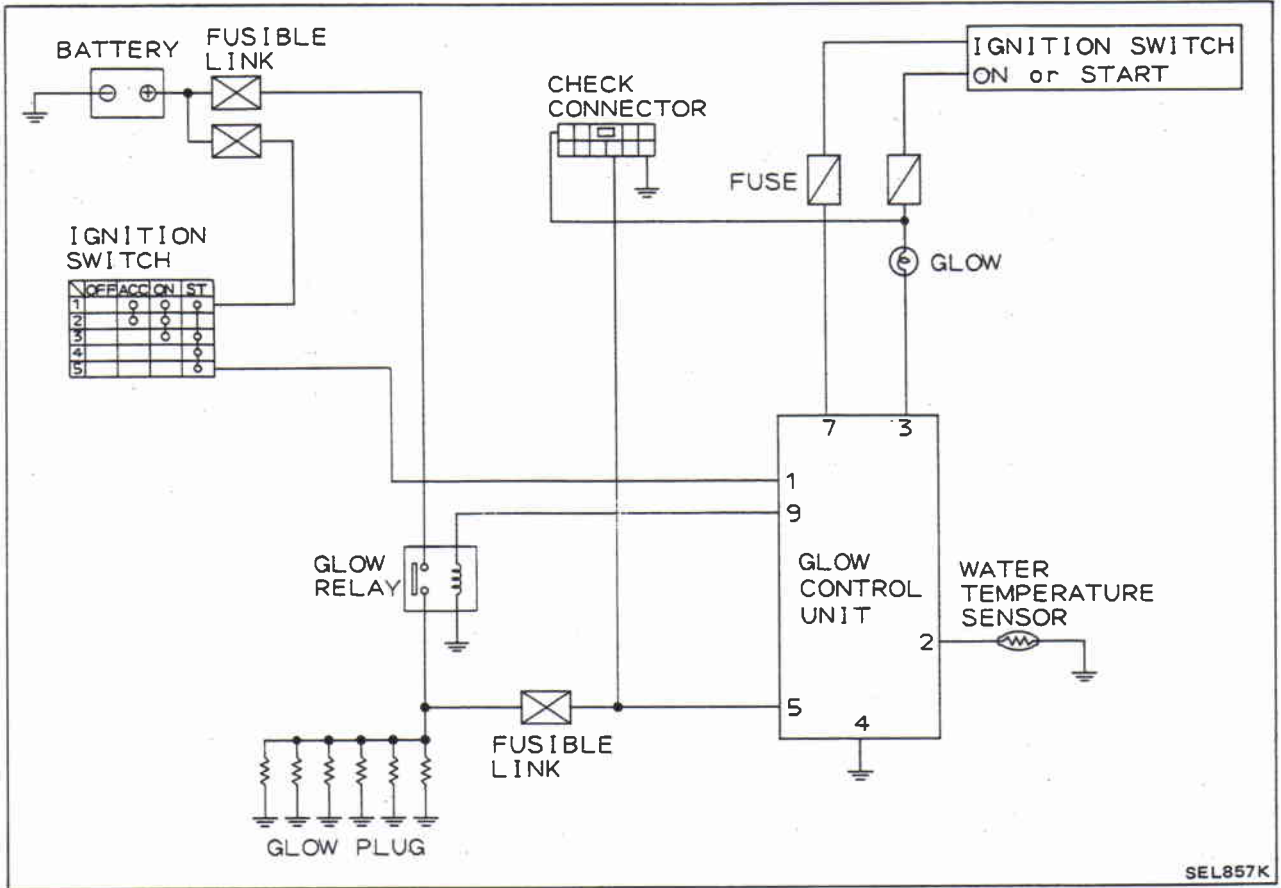 BATTERY
FUSIBLE
LINK
CHECK
CONNECTOR
IGNITION SWITCH
ON or START
FUSE
GLOW
IGNITION
SWITCH
OFF ACC ON ST
1
2
3
4
5
7 3
1
9
GLOW
RELAY
GLOW
CONTROL
UNIT
WATER
TEMPERATURE
SENSOR
2
5
4
FUSIBLE
LINK
GLOW PLUG
SEL857K